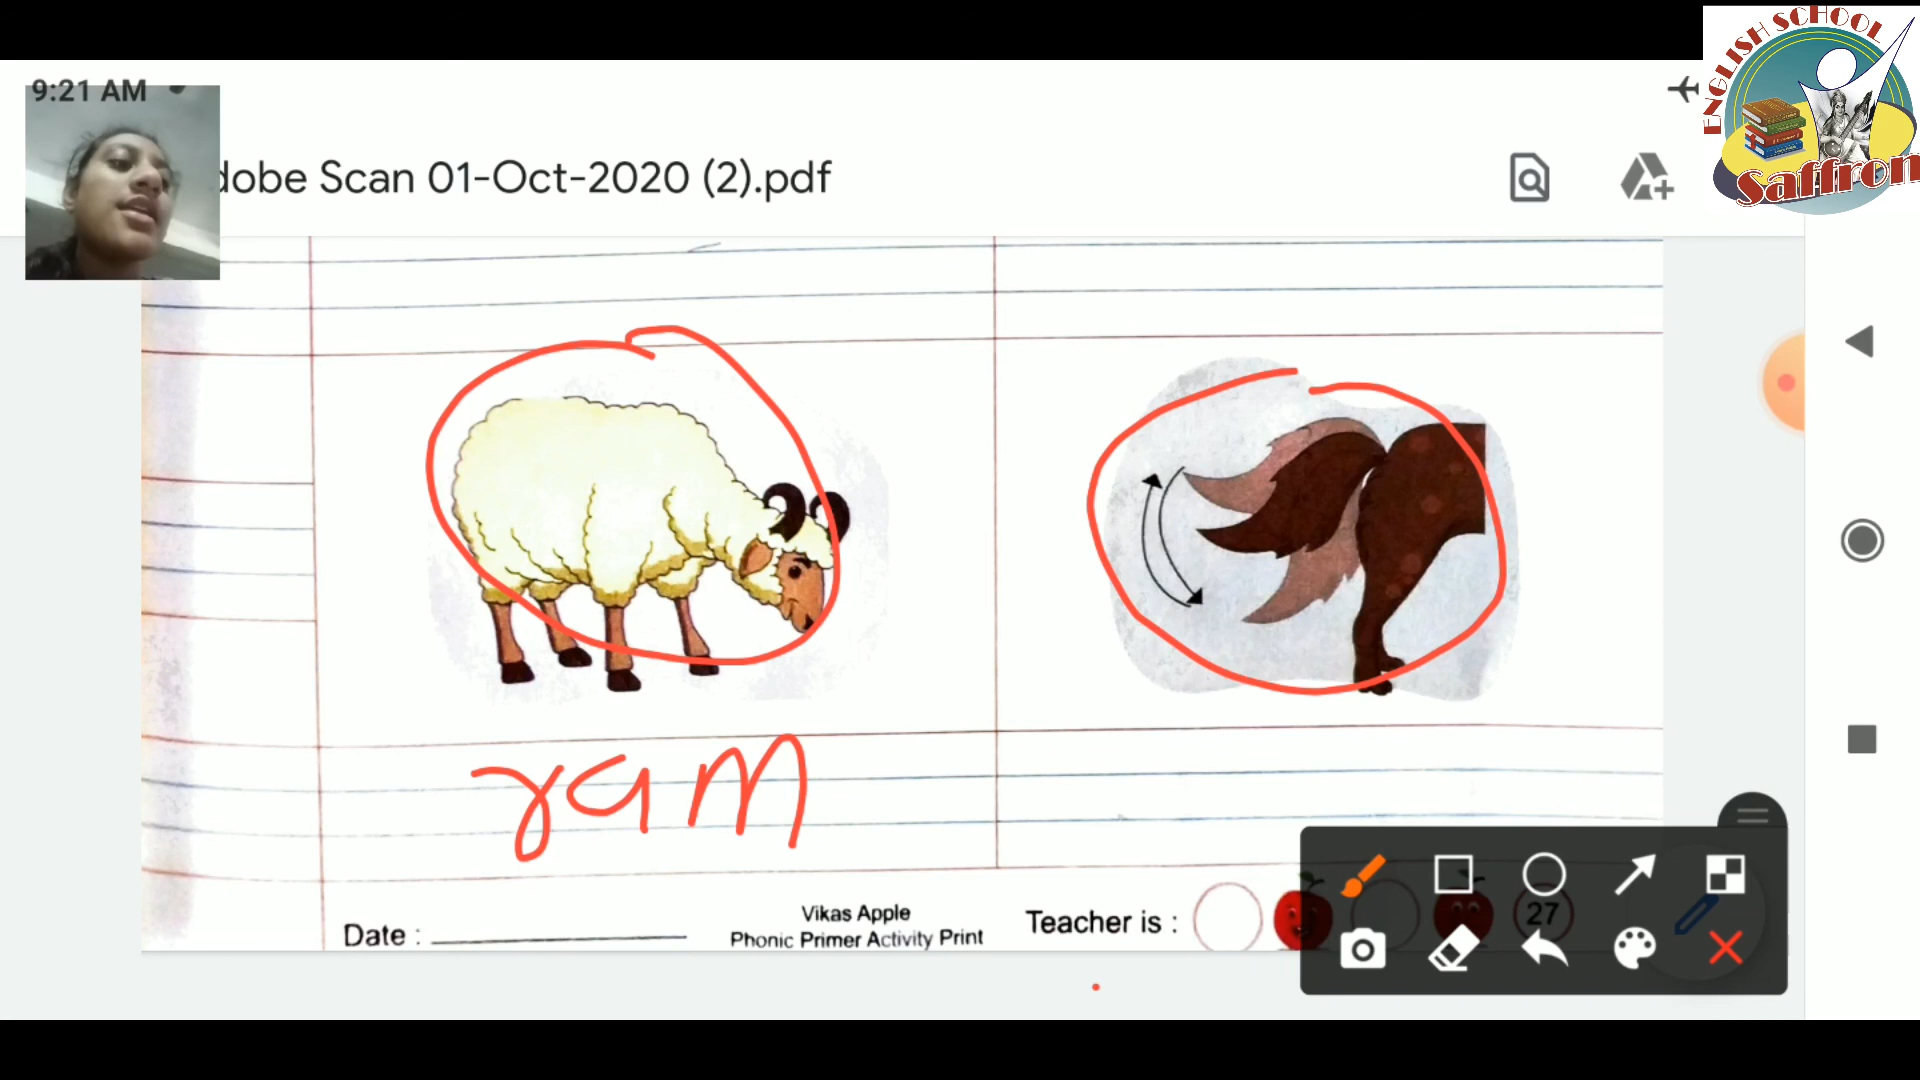 ENGLISH SCHOOL
Saffron
9:21 AM
dobe Scan 01-Oct-2020 (2).pdf
ram
Date :
Vikas Apple
Phonic Primer Activity Print
Teacher is :
27